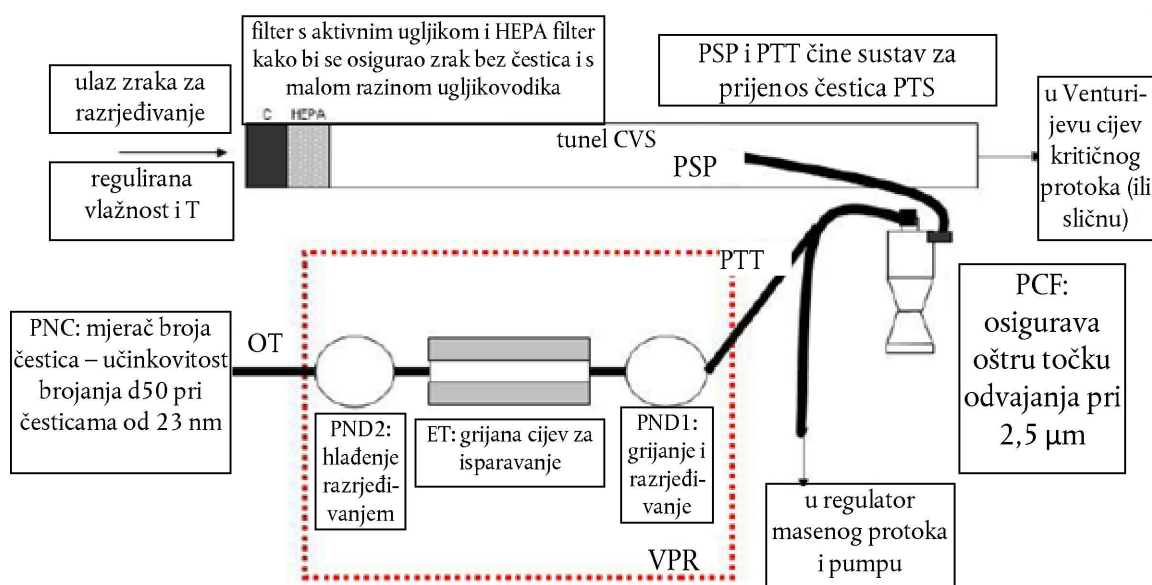 filter s aktivnim ugljikom i HEPA filter
kako bi se osigurao zrak bez čestica i s
malom razinom ugljikovodika
PSP i PTT čine sustav za
prijenos čestica PTS
ulaz zraka za
razrjeđivanje
C
HEPA
tunel CVS
PSP
u Venturi-
jevu cijev
kritičnog
protoka (ili
sličnu)
regulirana
vlažnost i T
PTT
PCF:
osigurava
oštru točku
odvajanja pri
2,5 μm
PNC: mjerač broja
čestica – učinkovitost
brojanja d50 pri
česticama od 23 nm
OT
PND2:
hlađenje
razrjeđi-
vanjem
ET: grijana cijev za
isparavanje
PND1:
grijanje i
razrjeđi-
vanje
u regulator
masenog protoka
i pumpu
VPR